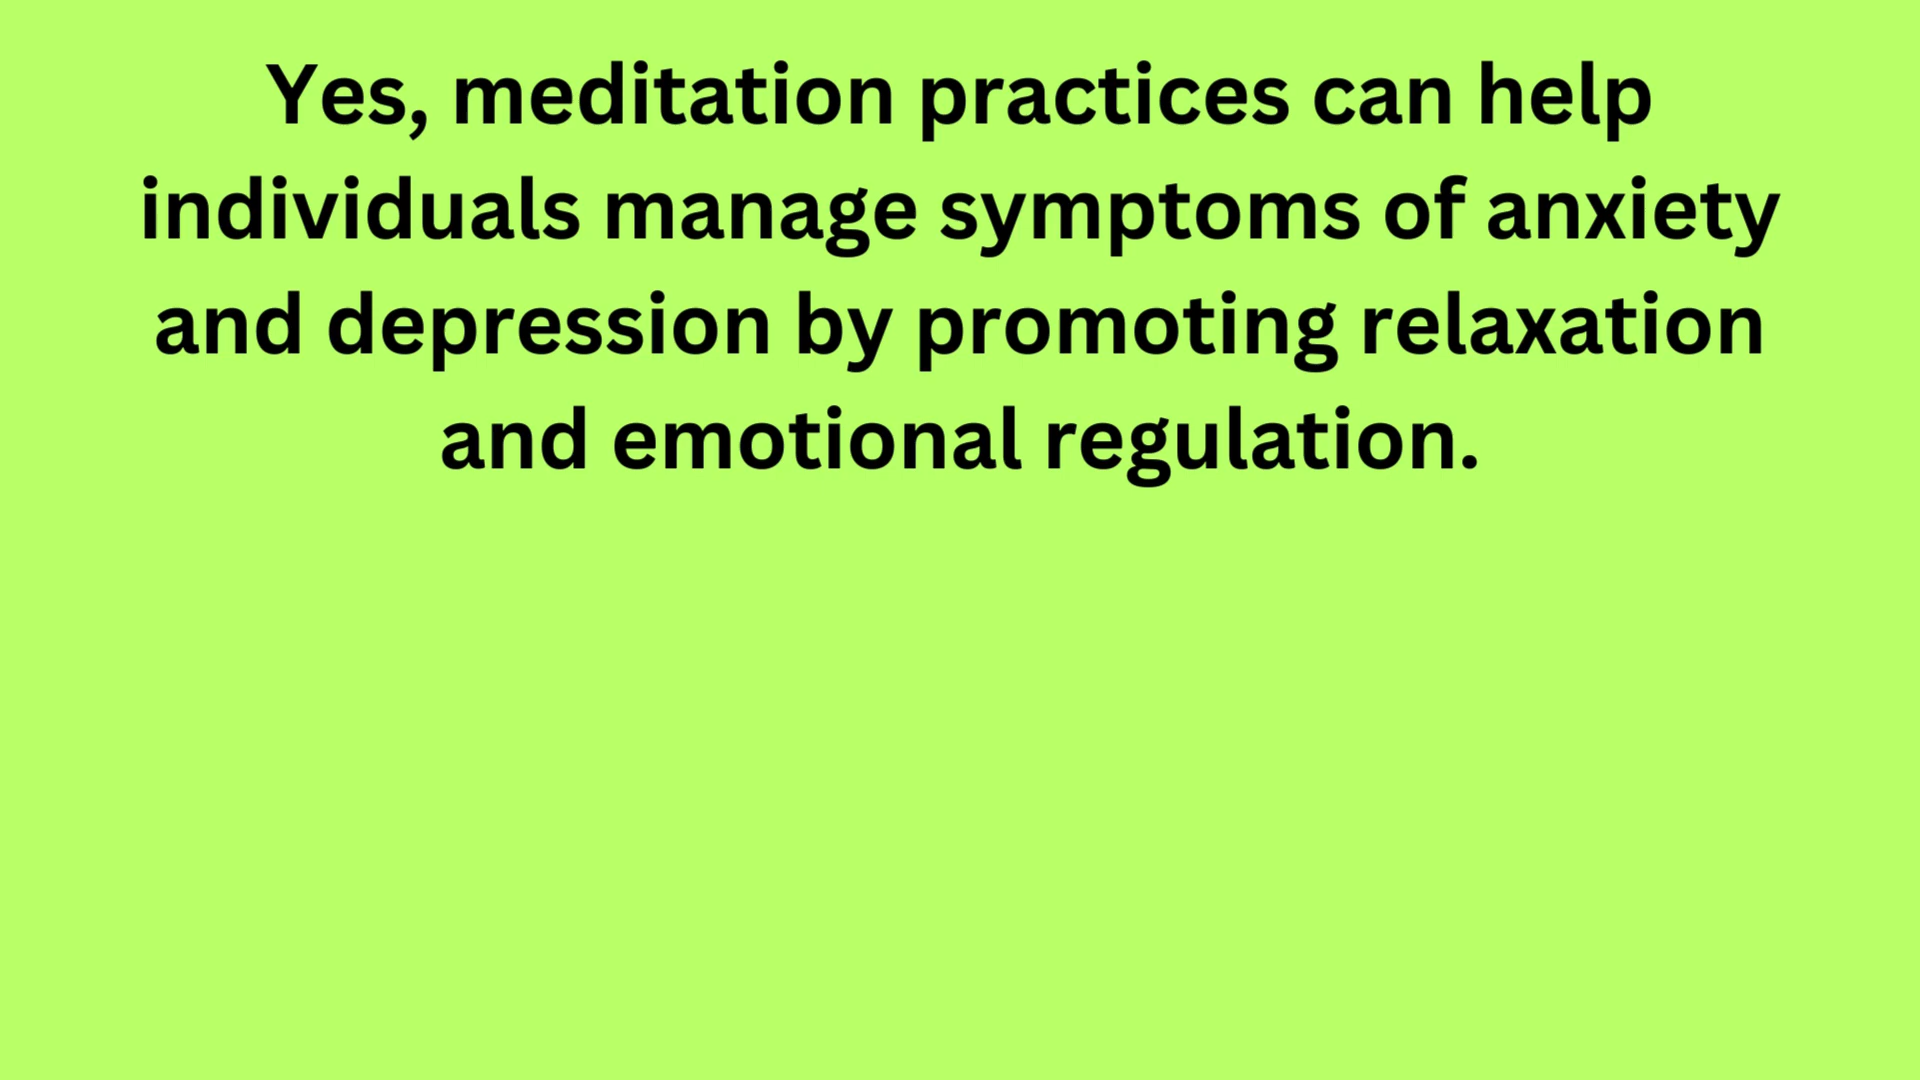 Yes, meditation practices can help
individuals manage symptoms of anxiety
and depression by promoting relaxation
and emotional regulation.